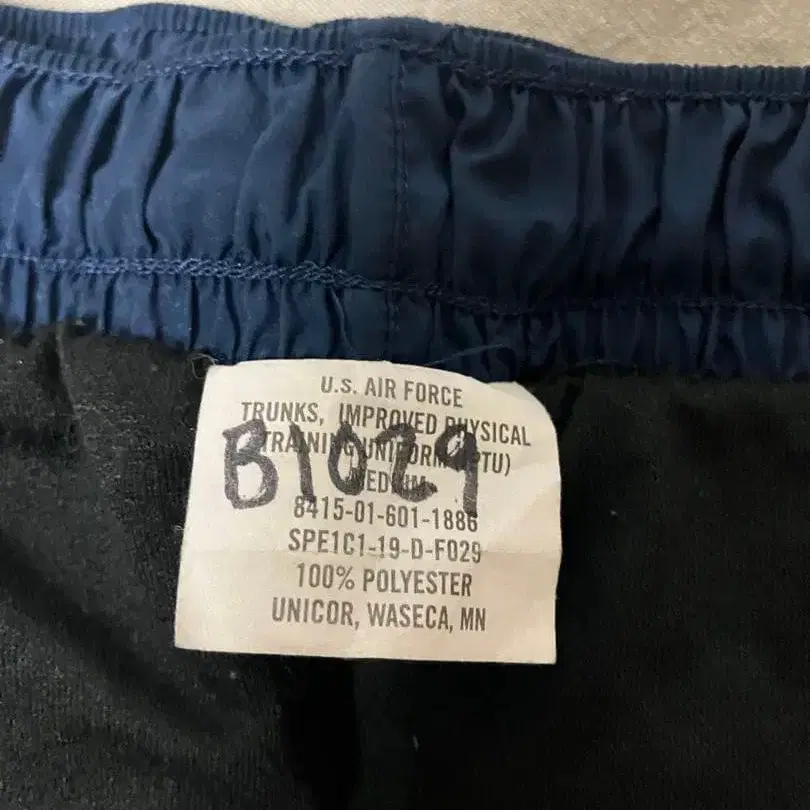 U.S. AIR FORCE
TRUNKS, IMPROVED PHYSICAL
TRAINING UNIFORM (IPTU)
B1029
MEDIUM
8415-01-601-1886
SPE1C1-19-D-F029
100% POLYESTER
UNICOR, WASECA, MN